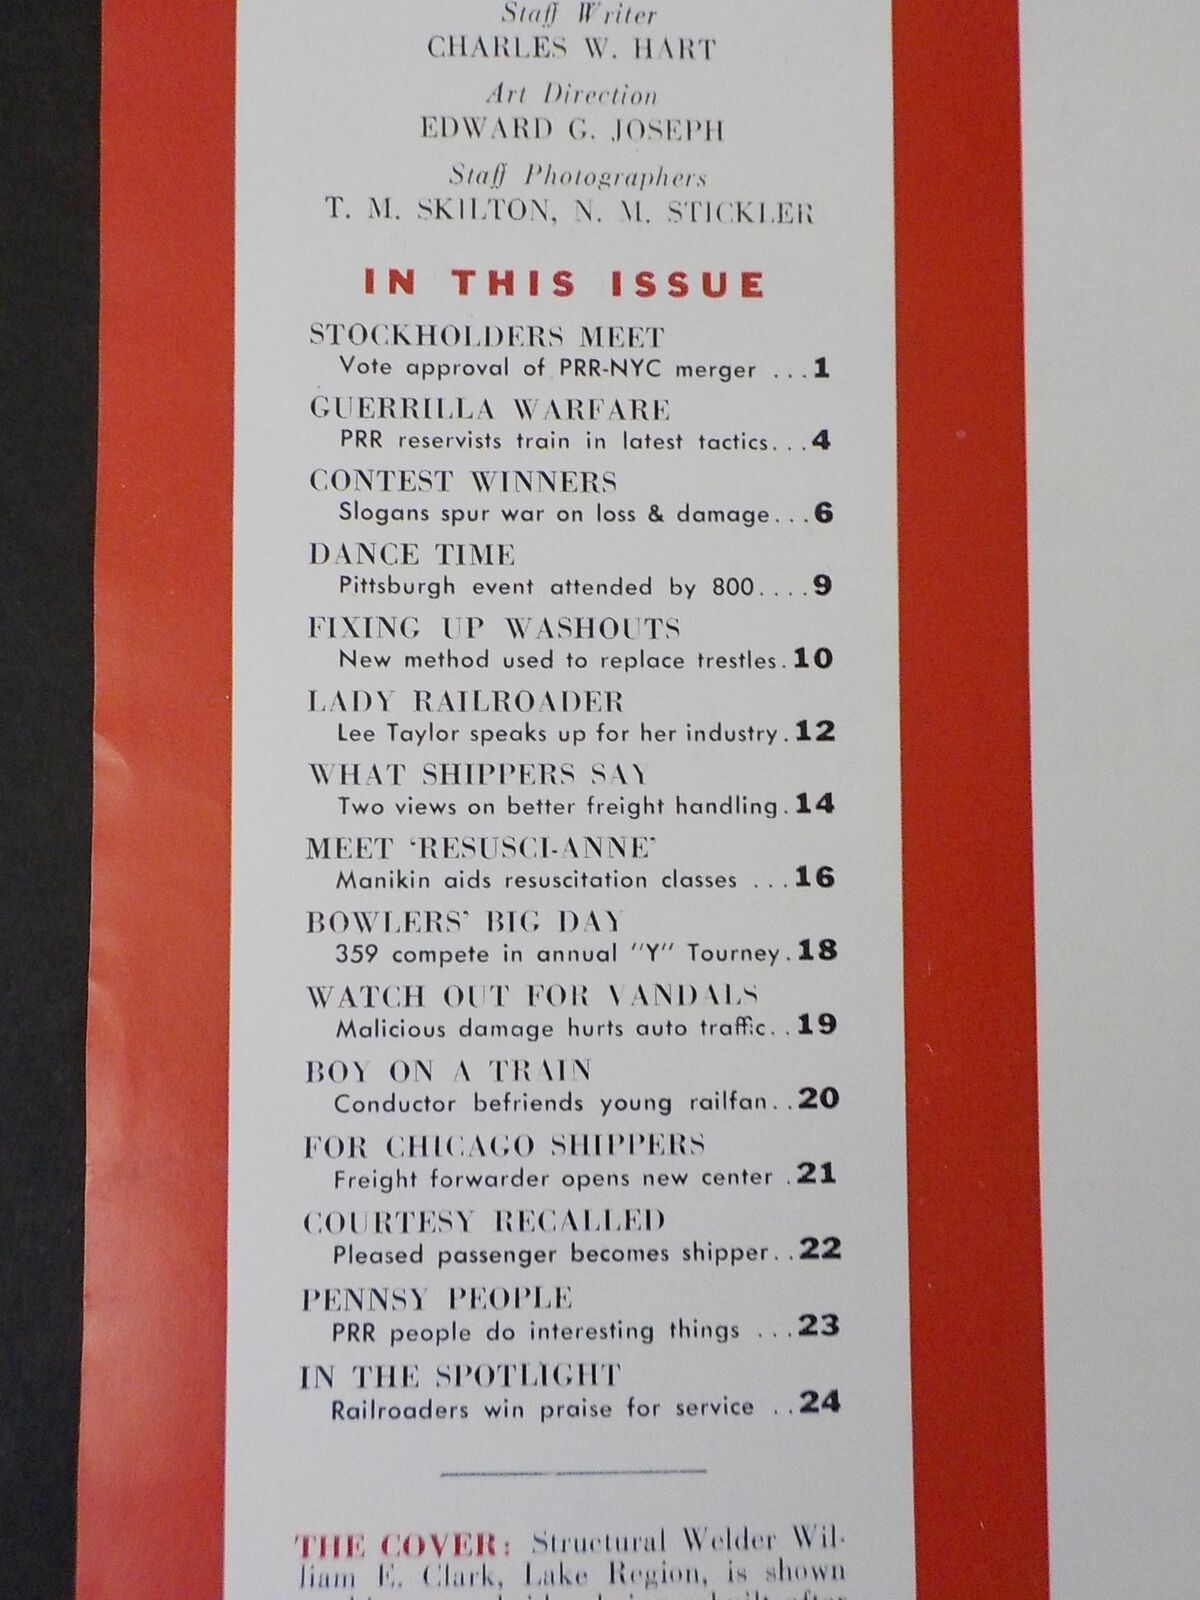 Staff Writer
CHARLES W. HART
Art Direction
EDWARD G. JOSEPH
Staff Photographers
T. M. SKILTON, N. M. STICKLER
IN THIS ISSUE
STOCKHOLDERS MEET
Vote approval of PRR-NYC merger ...1
GUERRILLA WARFARE
PRR reservists train in latest tactics...4
CONTEST WINNERS
Slogans spur war on loss & damage...6
DANCE TIME
Pittsburgh event attended by 800....9
FIXING UP WASHOUTS
New method used to replace trestles.10
LADY RAILROADER
Lee Taylor speaks up for her industry.12
WHAT SHIPPERS SAY
Two views on better freight handling.14
MEET ‘RESUSCI-ANNE’
Manikin aids resuscitation classes ...16
BOWLERS’ BIG DAY
359 compete in annual "Y" Tourney.18
WATCH OUT FOR VANDALS
Malicious damage hurts auto traffic..19
BOY ON A TRAIN
Conductor befriends young railfan..20
FOR CHICAGO SHIPPERS
Freight forwarder opens new center .21
COURTESY RECALLED
Pleased passenger becomes shipper..22
PENNSY PEOPLE
PRR people do interesting things ...23
IN THE SPOTLIGHT
Railroaders win praise for service ..24
THE COVER: Structural Welder Wil-
liam E. Clark, Lake Region, is shown